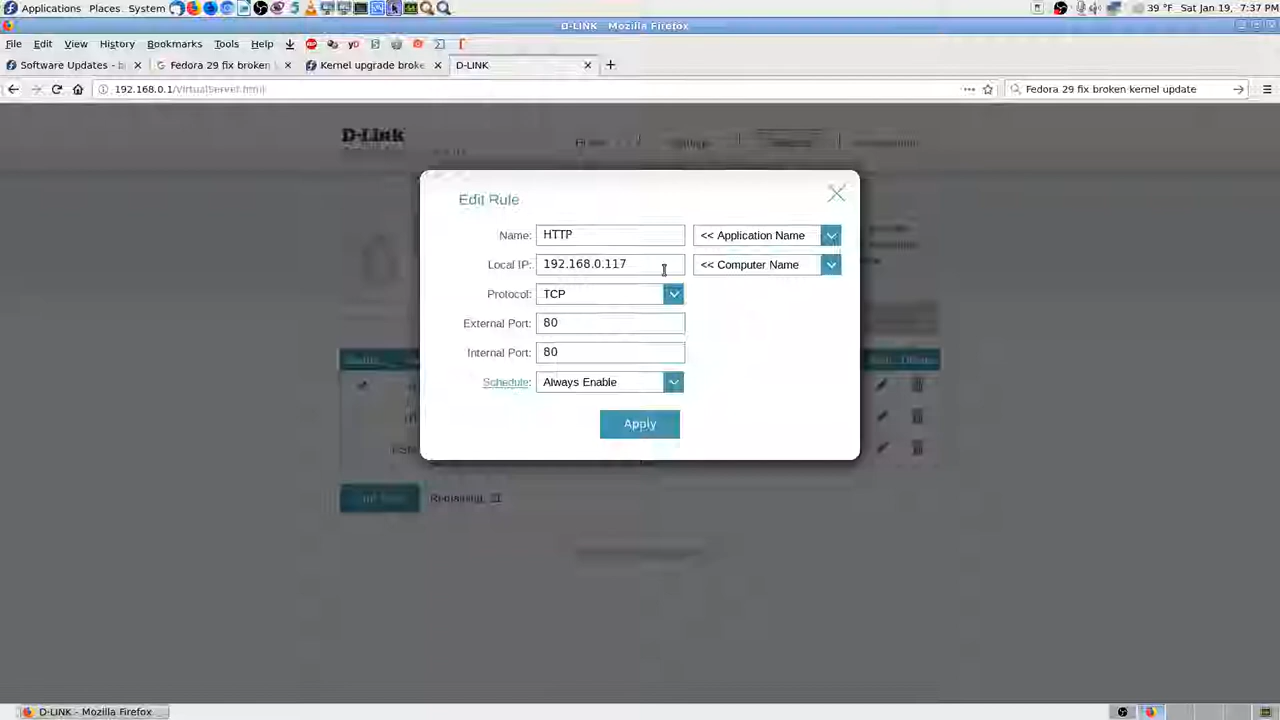 Applications Places System 39 °F Sat Jan 19, 7:37 PM
D-LINK - Mozilla Firefox
File Edit View History Bookmarks Tools Help
Software Updates - b Fedora 29 fix broken Kernel upgrade broke D-LINK
192.168.0.1/VirtualServer.html Fedora 29 fix broken kernel update
D-Link
Edit Rule
Name: HTTP << Application Name
Local IP: 192.168.0.117 << Computer Name
Protocol: TCP
External Port: 80
Internal Port: 80
Schedule: Always Enable
Apply
Remaining: 21
D-LINK - Mozilla Firefox